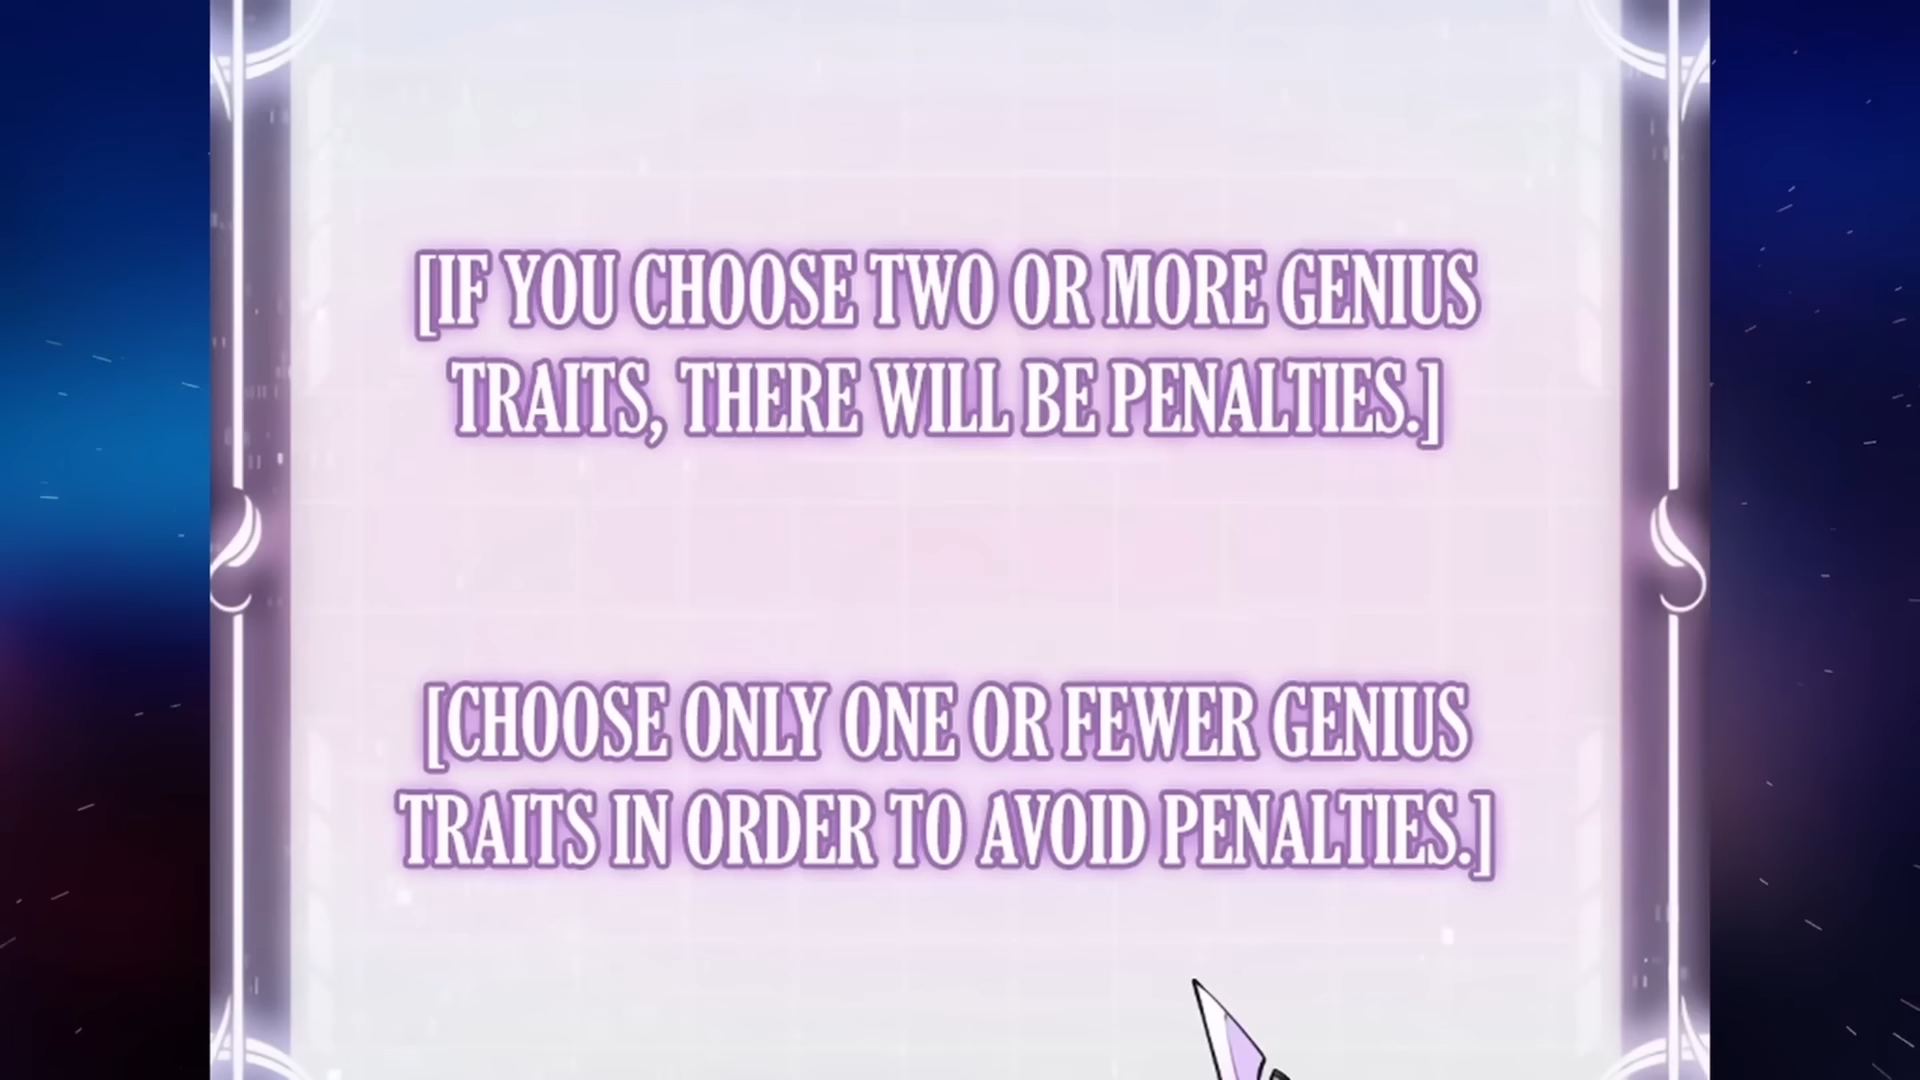 [IF YOU CHOOSE TWO OR MORE GENIUS
TRAITS, THERE WILL BE PENALTIES.]
[CHOOSE ONLY ONE OR FEWER GENIUS
TRAITS IN ORDER TO AVOID PENALTIES.]